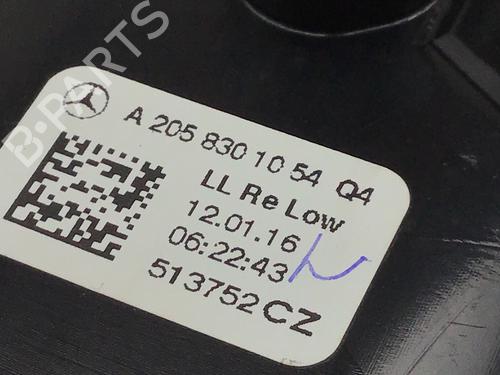 B-PARTS
A 205 830 10 54 Q4
LL Re Low
12.01.16
06:22:43
513752 CZ